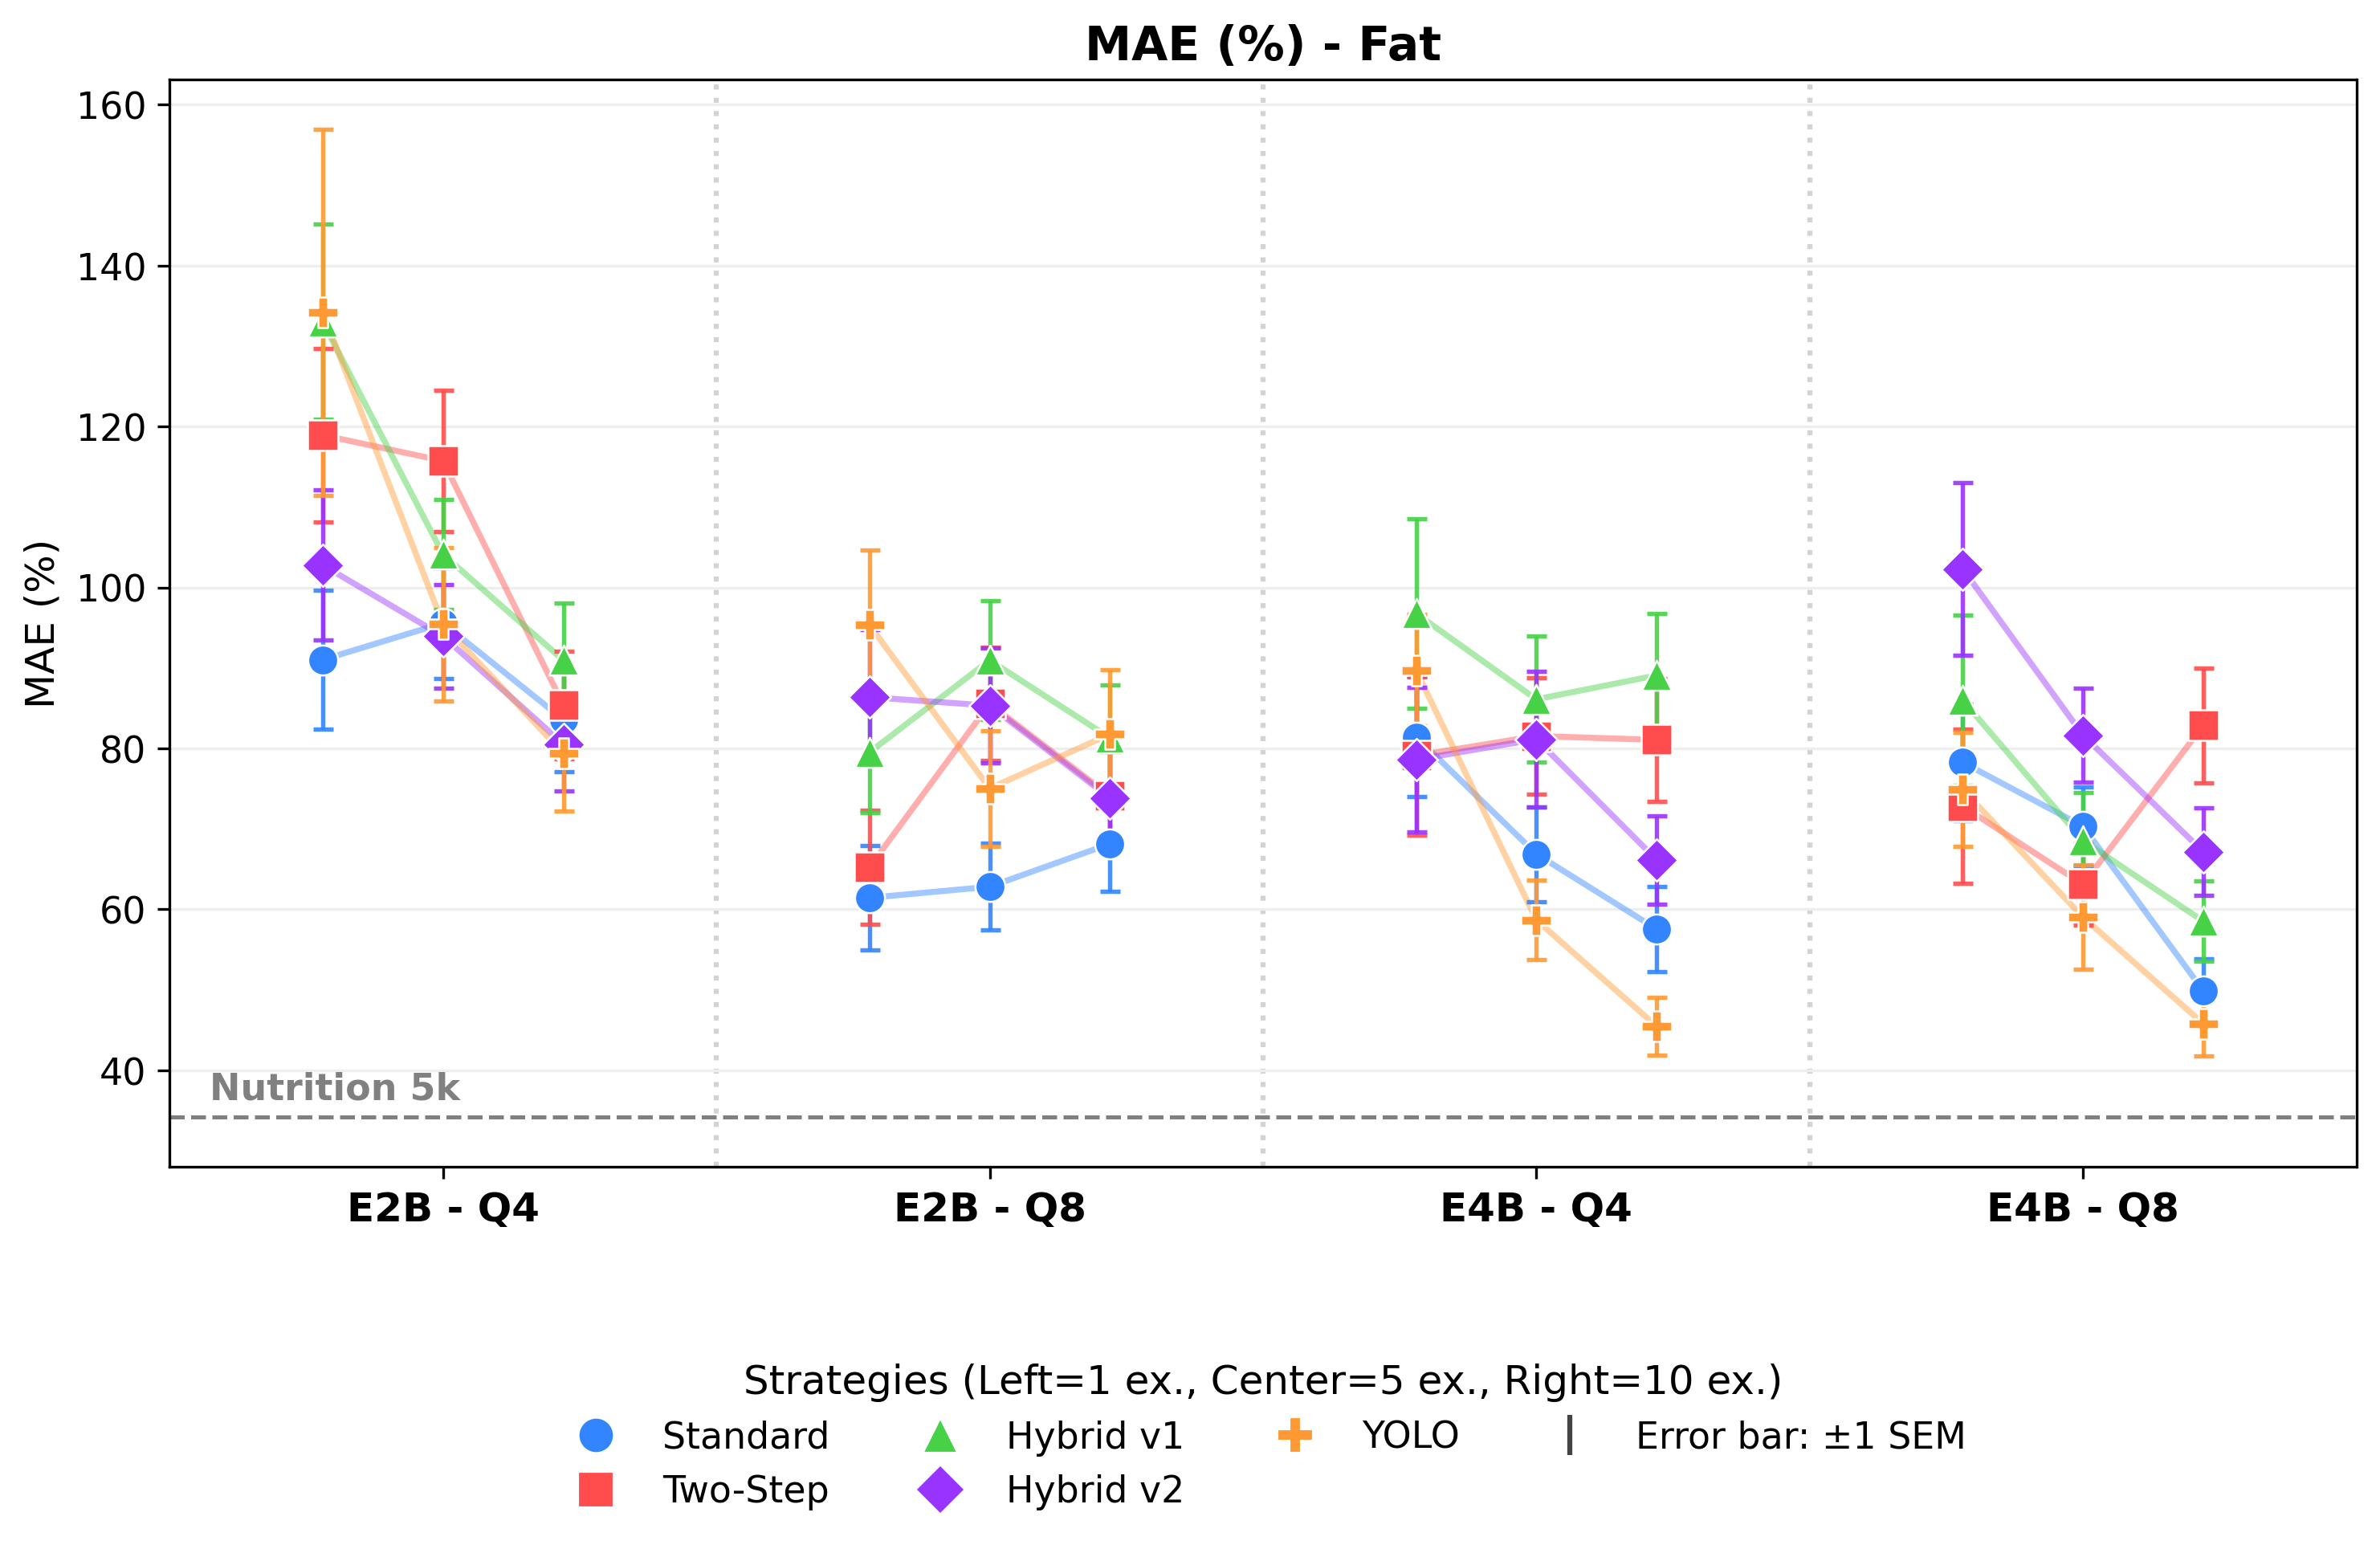 MAE (%) - Fat
160
140
120
100
80
60
40
MAE (%)
Nutrition 5k
E2B - Q4 E2B - Q8 E4B - Q4 E4B - Q8
Strategies (Left=1 ex., Center=5 ex., Right=10 ex.)
Standard Hybrid v1 YOLO Error bar: ±1 SEM
Two-Step Hybrid v2